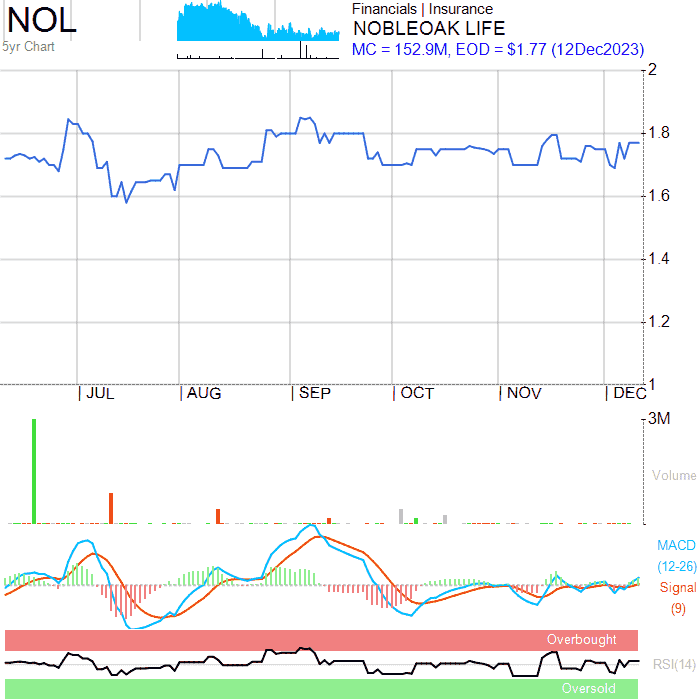 NOL
5yr Chart
Financials | Insurance
NOBLEOAK LIFE
MC = 152.9M, EOD = $1.77 (12Dec2023)
2
1.8
1.6
1.4
1.2
1
JUL AUG SEP OCT NOV DEC
3M
Volume
MACD
(12-26)
Signal
(9)
Overbought
RSI(14)
Oversold